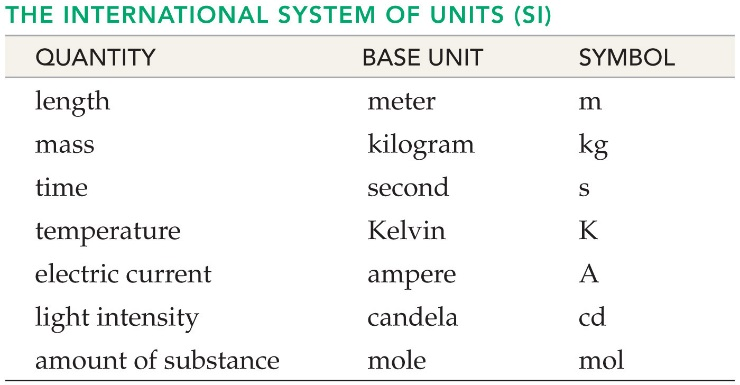 THE INTERNATIONAL SYSTEM OF UNITS (SI)
QUANTITY BASE UNIT SYMBOL
length meter m
mass kilogram kg
time second s
temperature Kelvin K
electric current ampere A
light intensity candela cd
amount of substance mole mol